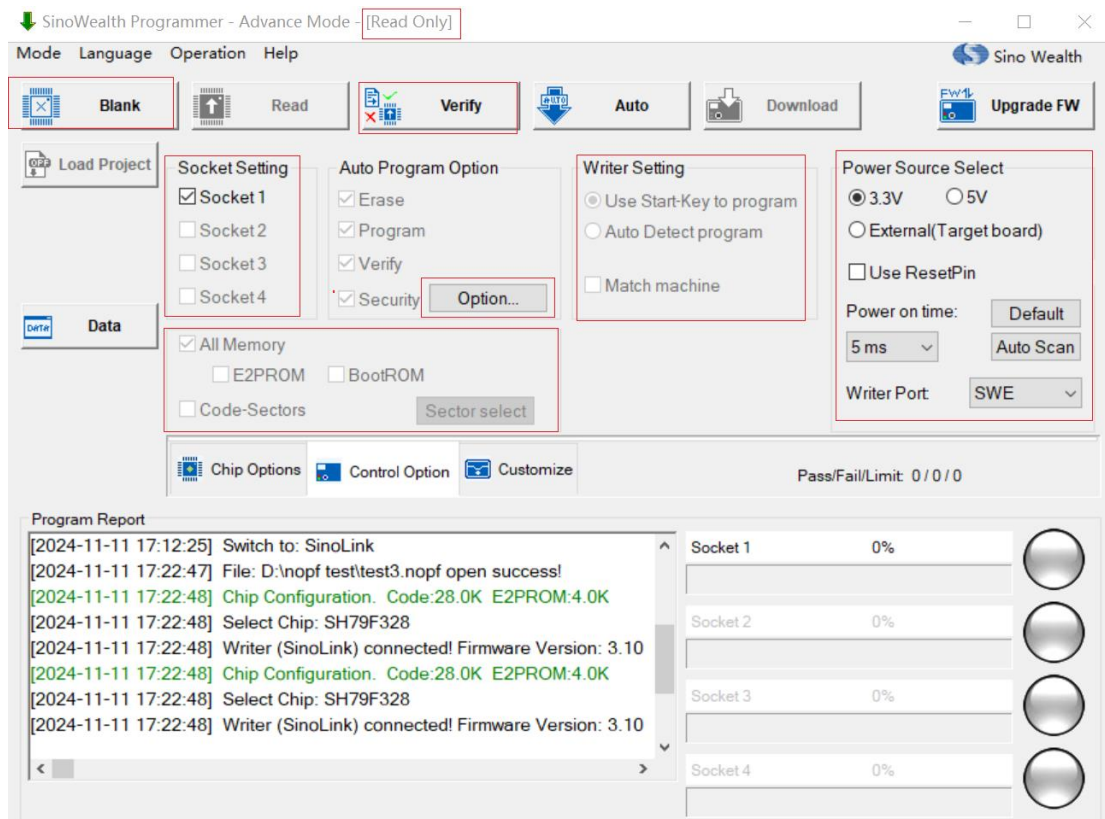 SinoWealth Programmer - Advance Mode - [Read Only]
Mode Language Operation Help
Sino Wealth
Blank
Read
Verify
AUTO
Auto
Download
FW
Upgrade FW
OPF
Load Project
DATA
Data
Socket Setting
Socket 1
Socket 2
Socket 3
Socket 4
Auto Program Option
Erase
Program
Verify
Security
Option...
Writer Setting
Use Start-Key to program
Auto Detect program
Match machine
Power Source Select
3.3V 5V
External(Target board)
Use ResetPin
Power on time:
Default
5 ms
Auto Scan
Writer Port:
SWE
All Memory
E2PROM BootROM
Code-Sectors
Sector select
Chip Options
Control Option
Customize
Pass/Fail/Limit: 0 / 0 / 0
Program Report
[2024-11-11 17:12:25] Switch to: SinoLink
[2024-11-11 17:22:47] File: D:\nopf test\test3.nopf open success!
[2024-11-11 17:22:48] Chip Configuration. Code:28.0K E2PROM:4.0K
[2024-11-11 17:22:48] Select Chip: SH79F328
[2024-11-11 17:22:48] Writer (SinoLink) connected! Firmware Version: 3.10
[2024-11-11 17:22:48] Chip Configuration. Code:28.0K E2PROM:4.0K
[2024-11-11 17:22:48] Select Chip: SH79F328
[2024-11-11 17:22:48] Writer (SinoLink) connected! Firmware Version: 3.10
Socket 1 0%
Socket 2 0%
Socket 3 0%
Socket 4 0%